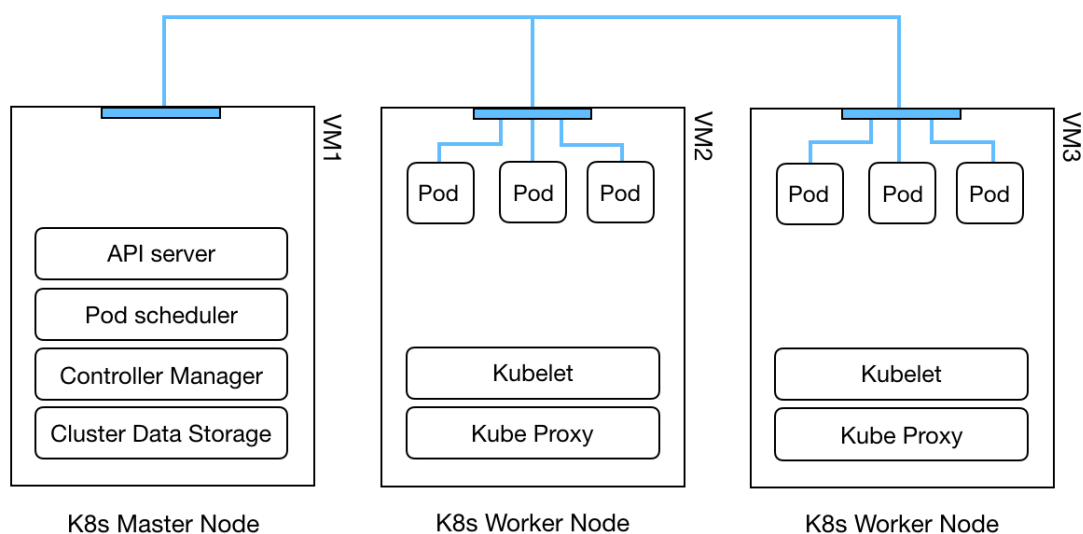 VM1
API server
Pod scheduler
Controller Manager
Cluster Data Storage
K8s Master Node
VM2
Pod
Pod
Pod
Kubelet
Kube Proxy
K8s Worker Node
VM3
Pod
Pod
Pod
Kubelet
Kube Proxy
K8s Worker Node